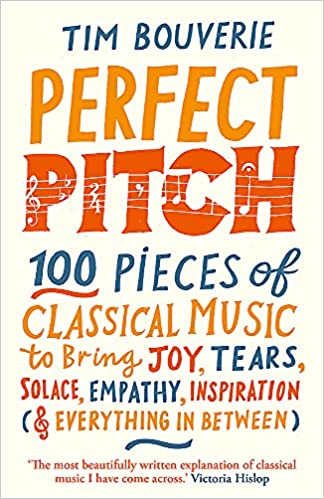 TIM BOUVERIE
PERFECT
PITCH
100 PiECES of
CLASSICAL MUSIC
to BRiNG JOY, TEARS,
SOLACE, EMPATHY, INSPIRATION
(& EVERYTHING IN BETWEEN)
‘The most beautifully written explanation of classical
music I have come across.’ Victoria Hislop